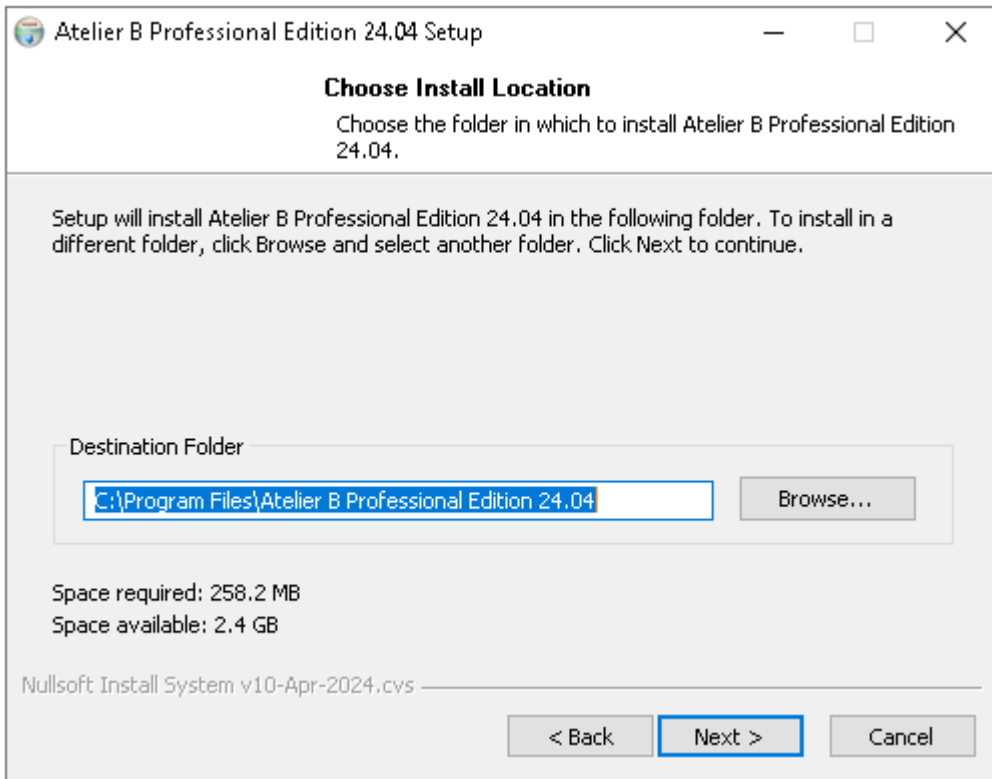 Atelier B Professional Edition 24.04 Setup
Choose Install Location
Choose the folder in which to install Atelier B Professional Edition
24.04.
Setup will install Atelier B Professional Edition 24.04 in the following folder. To install in a
different folder, click Browse and select another folder. Click Next to continue.
Destination Folder
C:\Program Files\Atelier B Professional Edition 24.04
Browse...
Space required: 258.2 MB
Space available: 2.4 GB
Nullsoft Install System v10-Apr-2024.cvs
< Back
Next >
Cancel